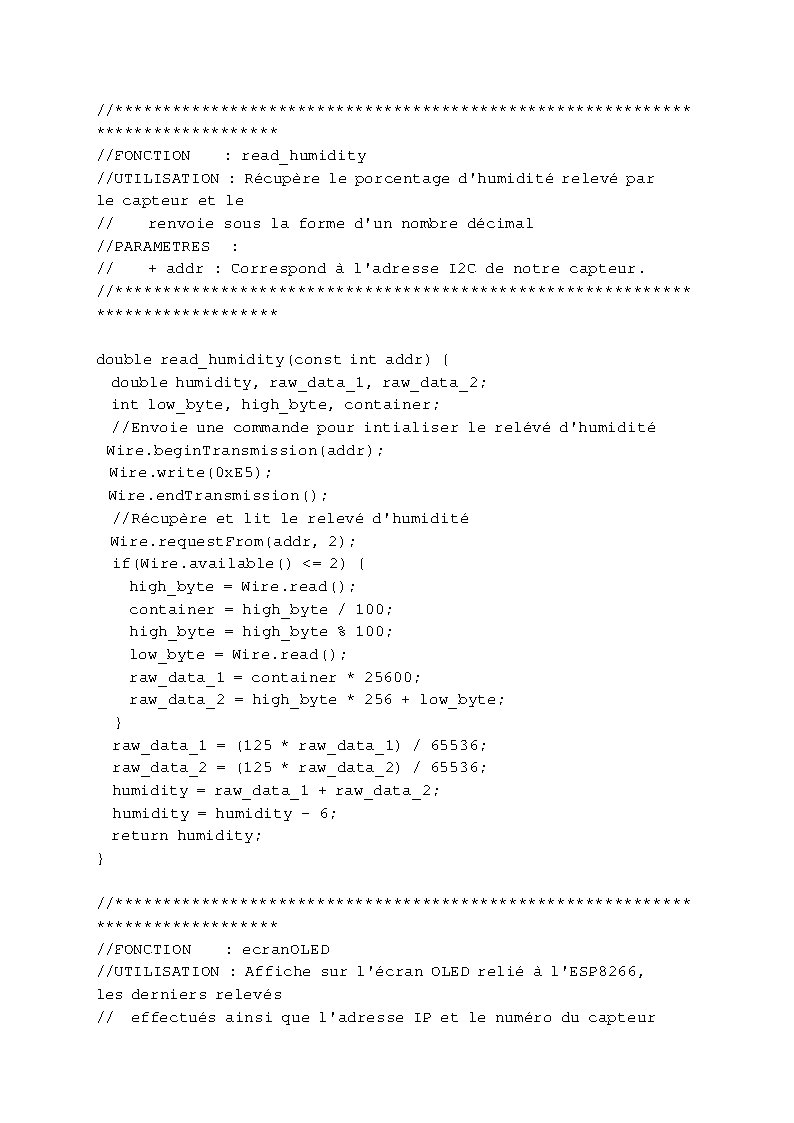 //************************************************************
*******************
//FONCTION    : read_humidity
//UTILISATION : Récupère le porcentage d'humidité relevé par
le capteur et le
//    renvoie sous la forme d'un nombre décimal
//PARAMETRES  :
//    + addr : Correspond à l'adresse I2C de notre capteur.
//************************************************************
*******************
double read_humidity(const int addr) {
  double humidity, raw_data_1, raw_data_2;
  int low_byte, high_byte, container;
  //Envoie une commande pour intialiser le relévé d'humidité
 Wire.beginTransmission(addr);
 Wire.write(0xE5);
 Wire.endTransmission();
  //Récupère et lit le relevé d'humidité
 Wire.requestFrom(addr, 2);
  if(Wire.available() <= 2) {
    high_byte = Wire.read();
    container = high_byte / 100;
    high_byte = high_byte % 100;
    low_byte = Wire.read();
    raw_data_1 = container * 25600;
    raw_data_2 = high_byte * 256 + low_byte;
  }
  raw_data_1 = (125 * raw_data_1) / 65536;
  raw_data_2 = (125 * raw_data_2) / 65536;
  humidity = raw_data_1 + raw_data_2;
  humidity = humidity - 6;
  return humidity;
}
//************************************************************
*******************
//FONCTION    : ecranOLED
//UTILISATION : Affiche sur l'écran OLED relié à l'ESP8266,
les derniers relevés
//  effectués ainsi que l'adresse IP et le numéro du capteur